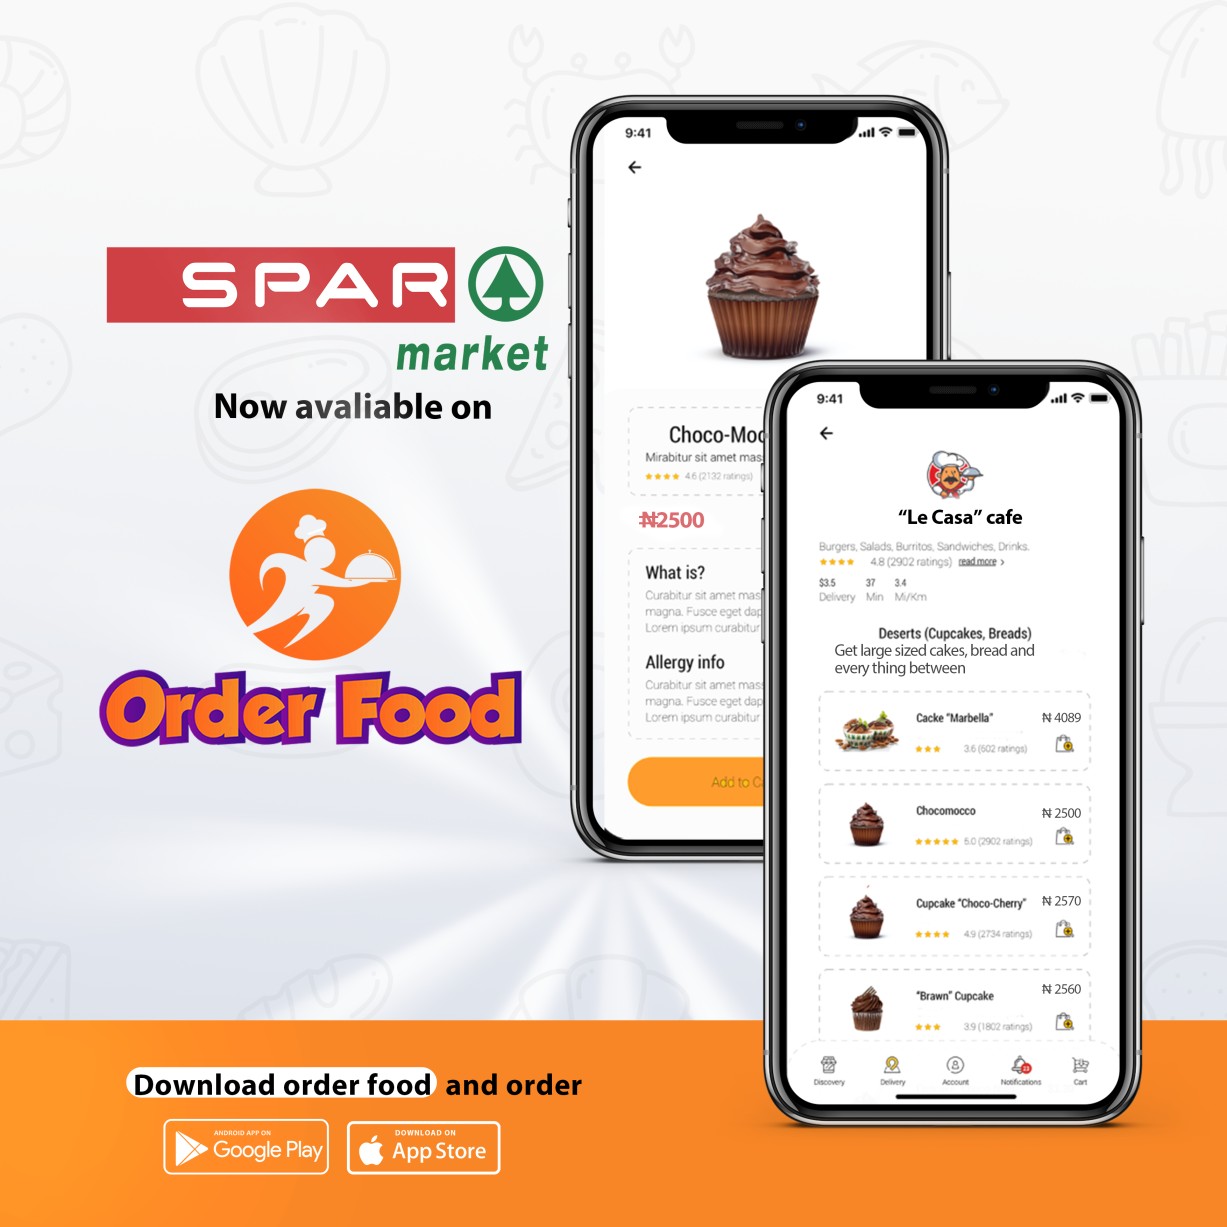 SPAR
market
Now avaliable on
Order Food
9:41
Choco-Moc
Mirabitur sit amet mas
4.6 (2132 ratings)
₦2500
What is?
Curabitur sit amet mas
magna. Fusce eget dap
Lorem ipsum curabitur
Allergy info
Curabitur sit amet mass
magna. Fusce eget dap
Lorem ipsum curabitur
Add to C
9:41
“Le Casa” cafe
Burgers, Salads, Burritos, Sandwiches, Drinks.
4.8 (2902 ratings) read more >
$3.5 37 3.4
Delivery Min Mi/Km
Deserts (Cupcakes, Breads)
Get large sized cakes, bread and
every thing between
Cacke “Marbella” ₦ 4089
3.6 (602 ratings)
Chocomocco ₦ 2500
5.0 (2902 ratings)
Cupcake “Choco-Cherry” ₦ 2570
4.9 (2734 ratings)
“Brawn” Cupcake ₦ 2560
3.9 (1802 ratings)
23
Discovery Delivery Account Notifications Cart
Download order food and order
ANDROID APP ON
Google Play
DOWNLOAD ON
App Store